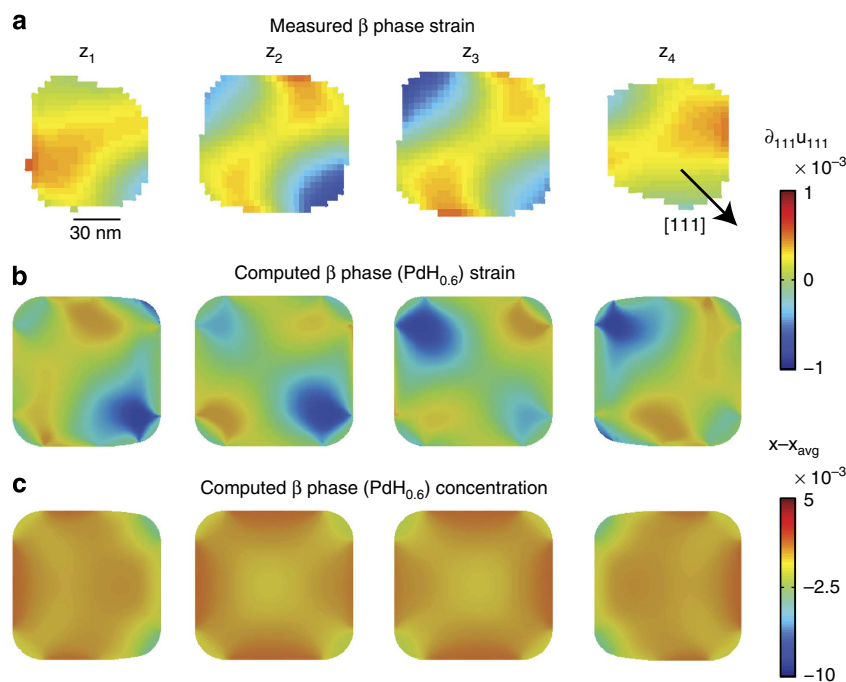 a
Measured β phase strain
z₁ z₂ z₃ z₄
30 nm
[111]
∂₁₁₁u₁₁₁
× 10⁻³
1
0
−1
b
Computed β phase (PdH₀.₆) strain
c
Computed β phase (PdH₀.₆) concentration
x−xₐᵥg
× 10⁻³
5
−2.5
−10